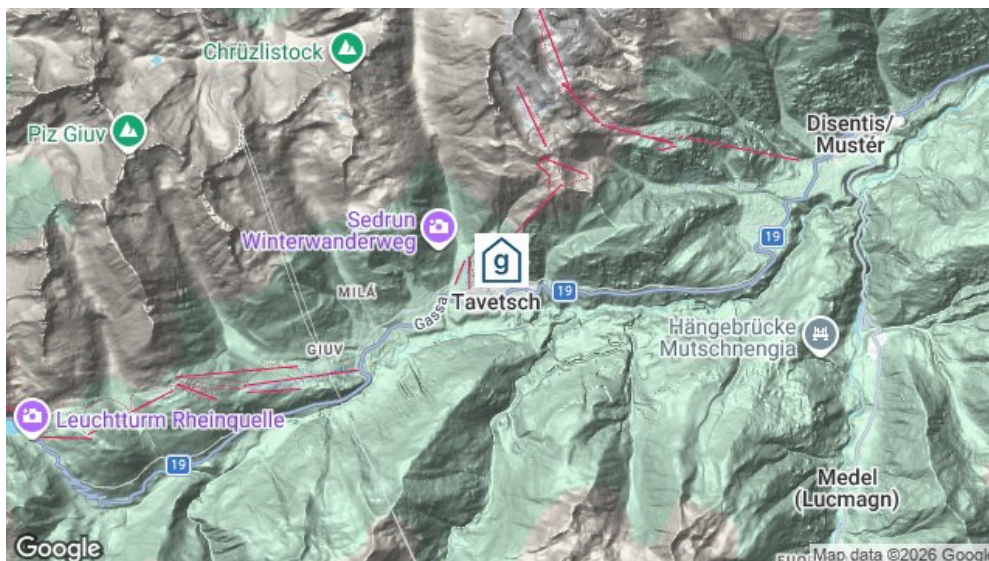 Chrüzlistock
Piz Giuv
Disentis/
Mustér
Sedrun
Winterwanderweg
19
g
MILÁ
Tavetsch
19
Gassa
Hängebrücke
Mutschnengia
GIUV
Leuchtturm Rheinquelle
19
Medel
(Lucmagn)
Google
Map data ©2026 Google